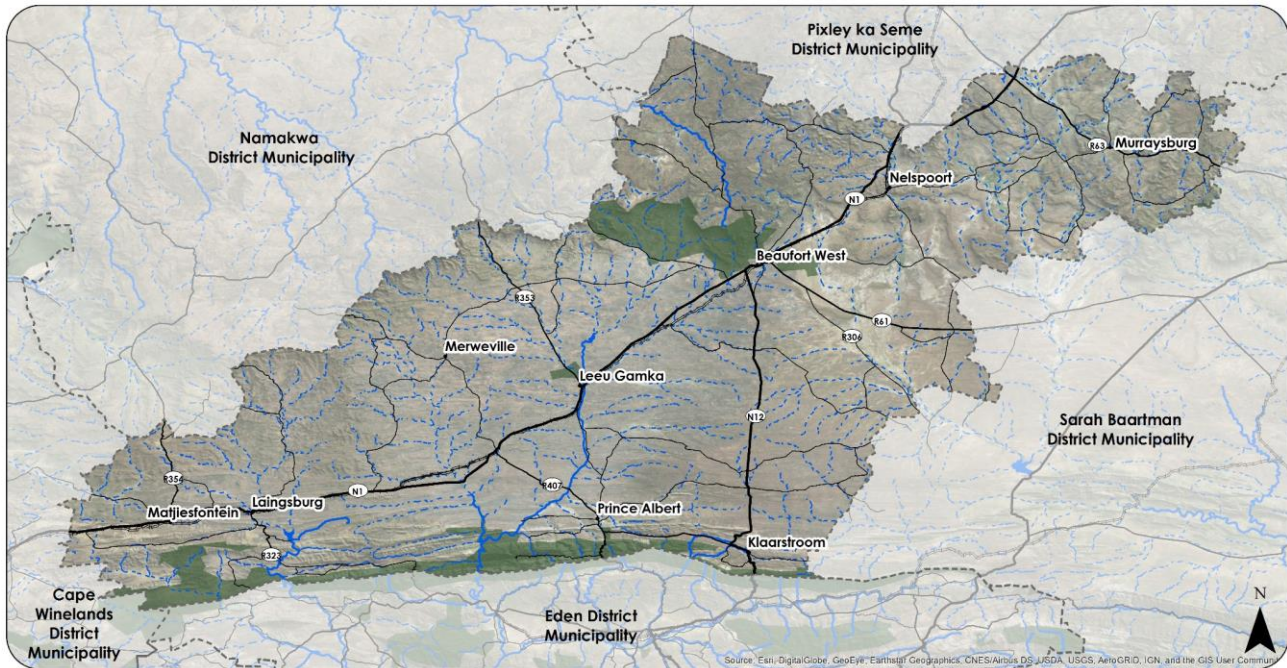 Pixley ka Seme
District Municipality
Namakwa
District Municipality
R63
Murraysburg
Nelspoort
N1
Beaufort West
R353
R61
R306
Merweville
Leeu Gamka
N12
Sarah Baartman
District Municipality
R354
N1
R407
Laingsburg
Matjiesfontein
Prince Albert
Klaarstroom
R323
Cape
Winelands
District
Municipality
Eden District
Municipality
N
Source: Esri, DigitalGlobe, GeoEye, Earthstar Geographics, CNES/Airbus DS, USDA, USGS, AeroGRID, IGN, and the GIS User Community